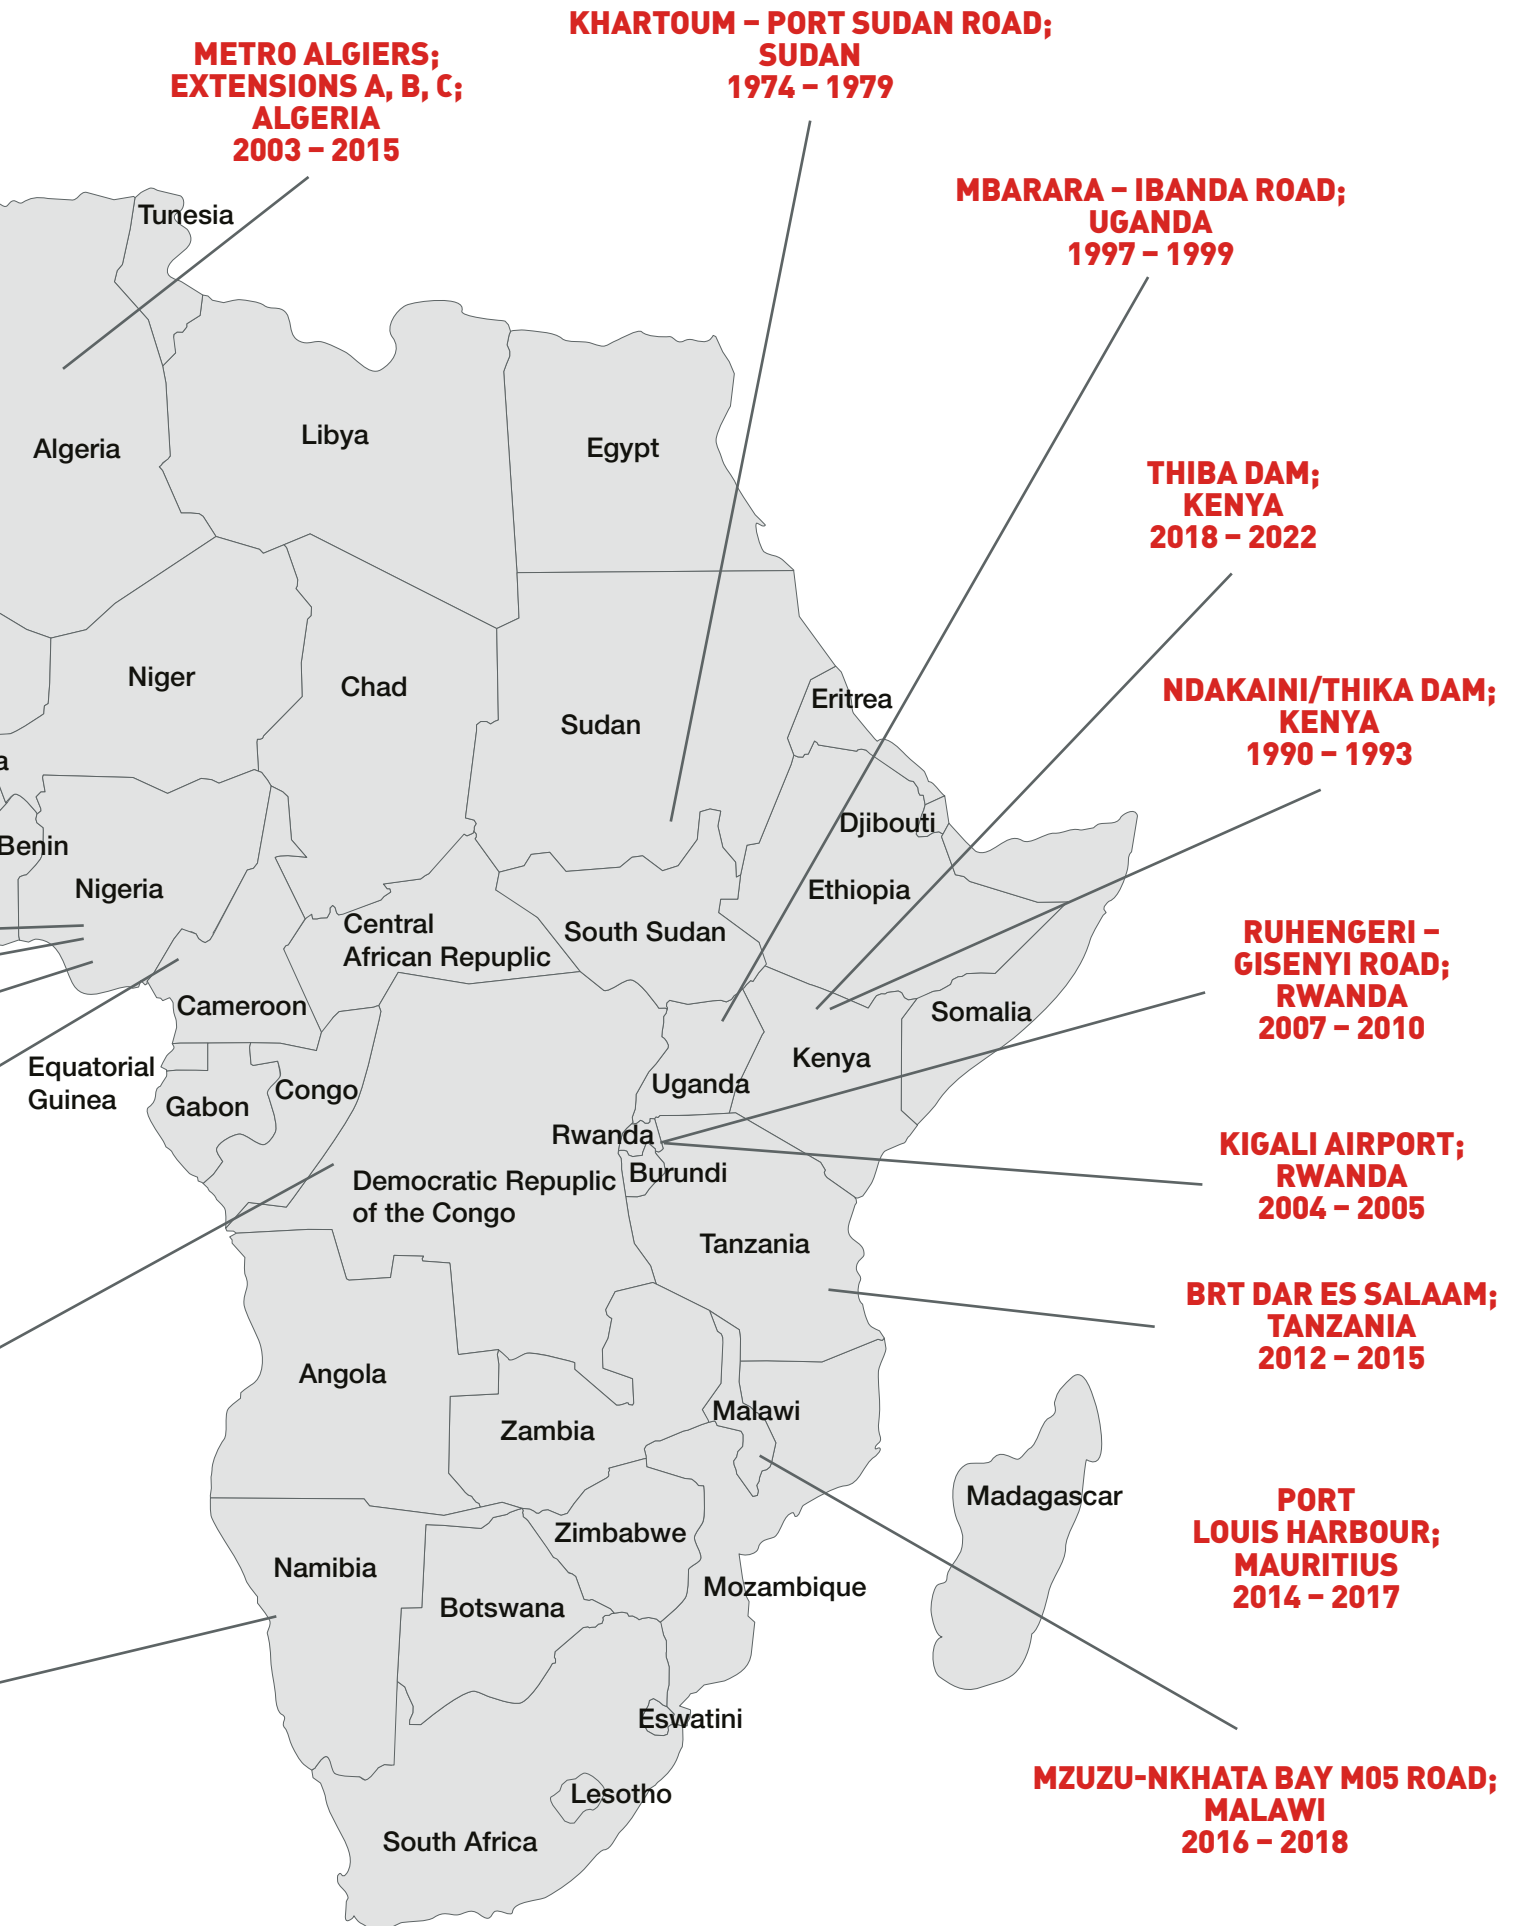 KHARTOUM – PORT SUDAN ROAD;
SUDAN
1974 – 1979
METRO ALGIERS;
EXTENSIONS A, B, C;
ALGERIA
2003 – 2015
MBARARA – IBANDA ROAD;
UGANDA
1997 – 1999
THIBA DAM;
KENYA
2018 – 2022
NDAKAINI/THIKA DAM;
KENYA
1990 – 1993
RUHENGERI –
GISENYI ROAD;
RWANDA
2007 – 2010
KIGALI AIRPORT;
RWANDA
2004 – 2005
BRT DAR ES SALAAM;
TANZANIA
2012 – 2015
PORT
LOUIS HARBOUR;
MAURITIUS
2014 – 2017
MZUZU-NKHATA BAY M05 ROAD;
MALAWI
2016 – 2018
Tunesia
Algeria
Libya
Egypt
Niger
Chad
Sudan
Eritrea
a
Djibouti
Benin
Nigeria
Ethiopia
Central
African Repuplic
South Sudan
Cameroon
Somalia
Equatorial
Guinea
Kenya
Congo
Gabon
Uganda
Rwanda
Burundi
Democratic Repuplic
of the Congo
Tanzania
Angola
Malawi
Zambia
Madagascar
Zimbabwe
Namibia
Mozambique
Botswana
Eswatini
Lesotho
South Africa